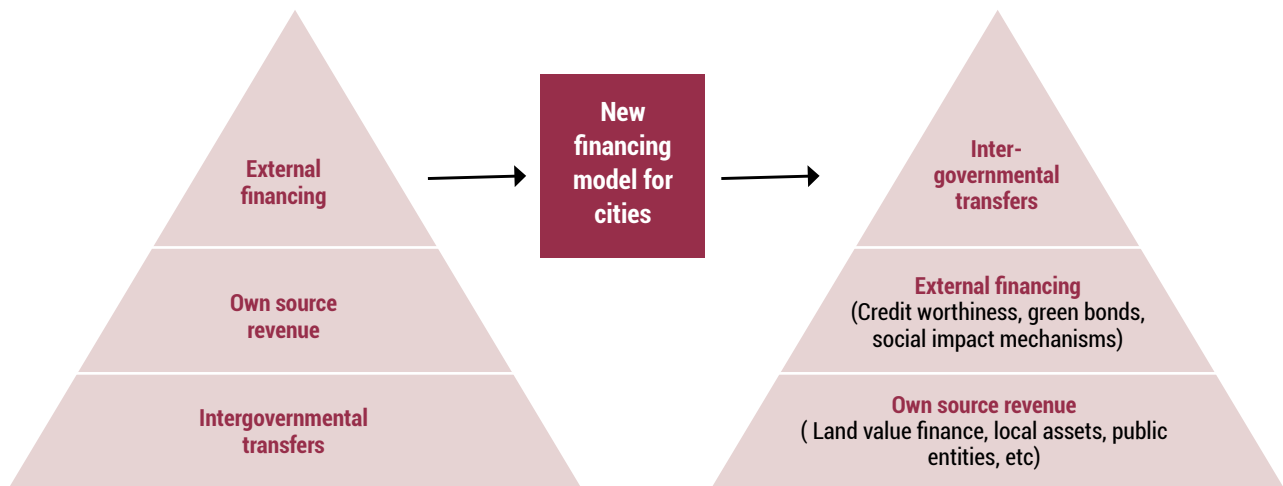 External
financing
Own source
revenue
Intergovernmental
transfers
New
financing
model for
cities
Inter-
governmental
transfers
External financing
(Credit worthiness, green bonds,
social impact mechanisms)
Own source revenue
( Land value finance, local assets, public
entities, etc)